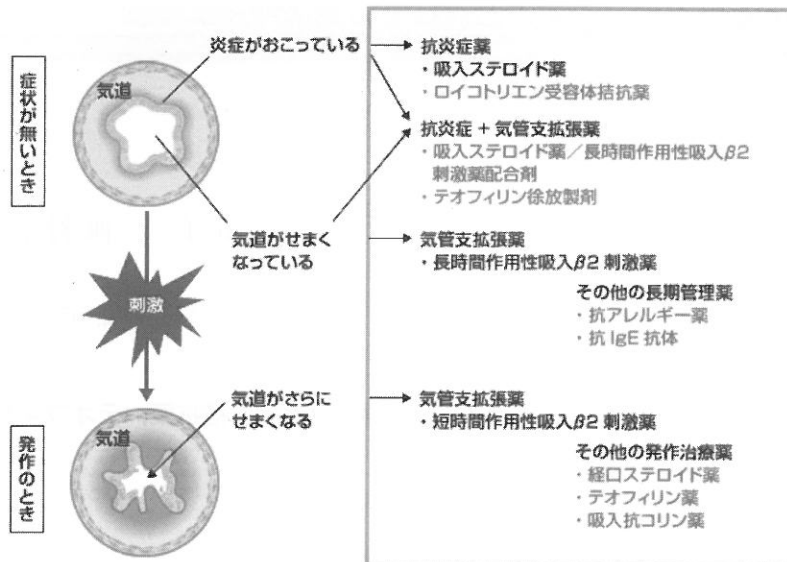 症状が無いとき
気道
炎症がおこっている
気道がせまく
なっている
刺激
発作のとき
気道
気道がさらに
せまくなる
抗炎症薬
・吸入ステロイド薬
・ロイコトリエン受容体拮抗薬
抗炎症 + 気管支拡張薬
・吸入ステロイド薬／長時間作用性吸入β2
刺激薬配合剤
・テオフィリン徐放製剤
気管支拡張薬
・長時間作用性吸入β2 刺激薬
その他の長期管理薬
・抗アレルギー薬
・抗 IgE 抗体
気管支拡張薬
・短時間作用性吸入β2 刺激薬
その他の発作治療薬
・経口ステロイド薬
・テオフィリン薬
・吸入抗コリン薬